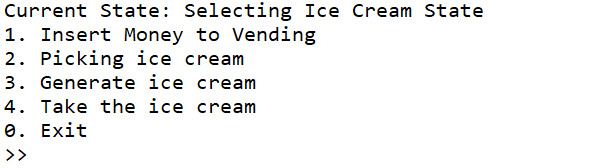 Current State: Selecting Ice Cream State
1. Insert Money to Vending
2. Picking ice cream
3. Generate ice cream
4. Take the ice cream
0. Exit
>>